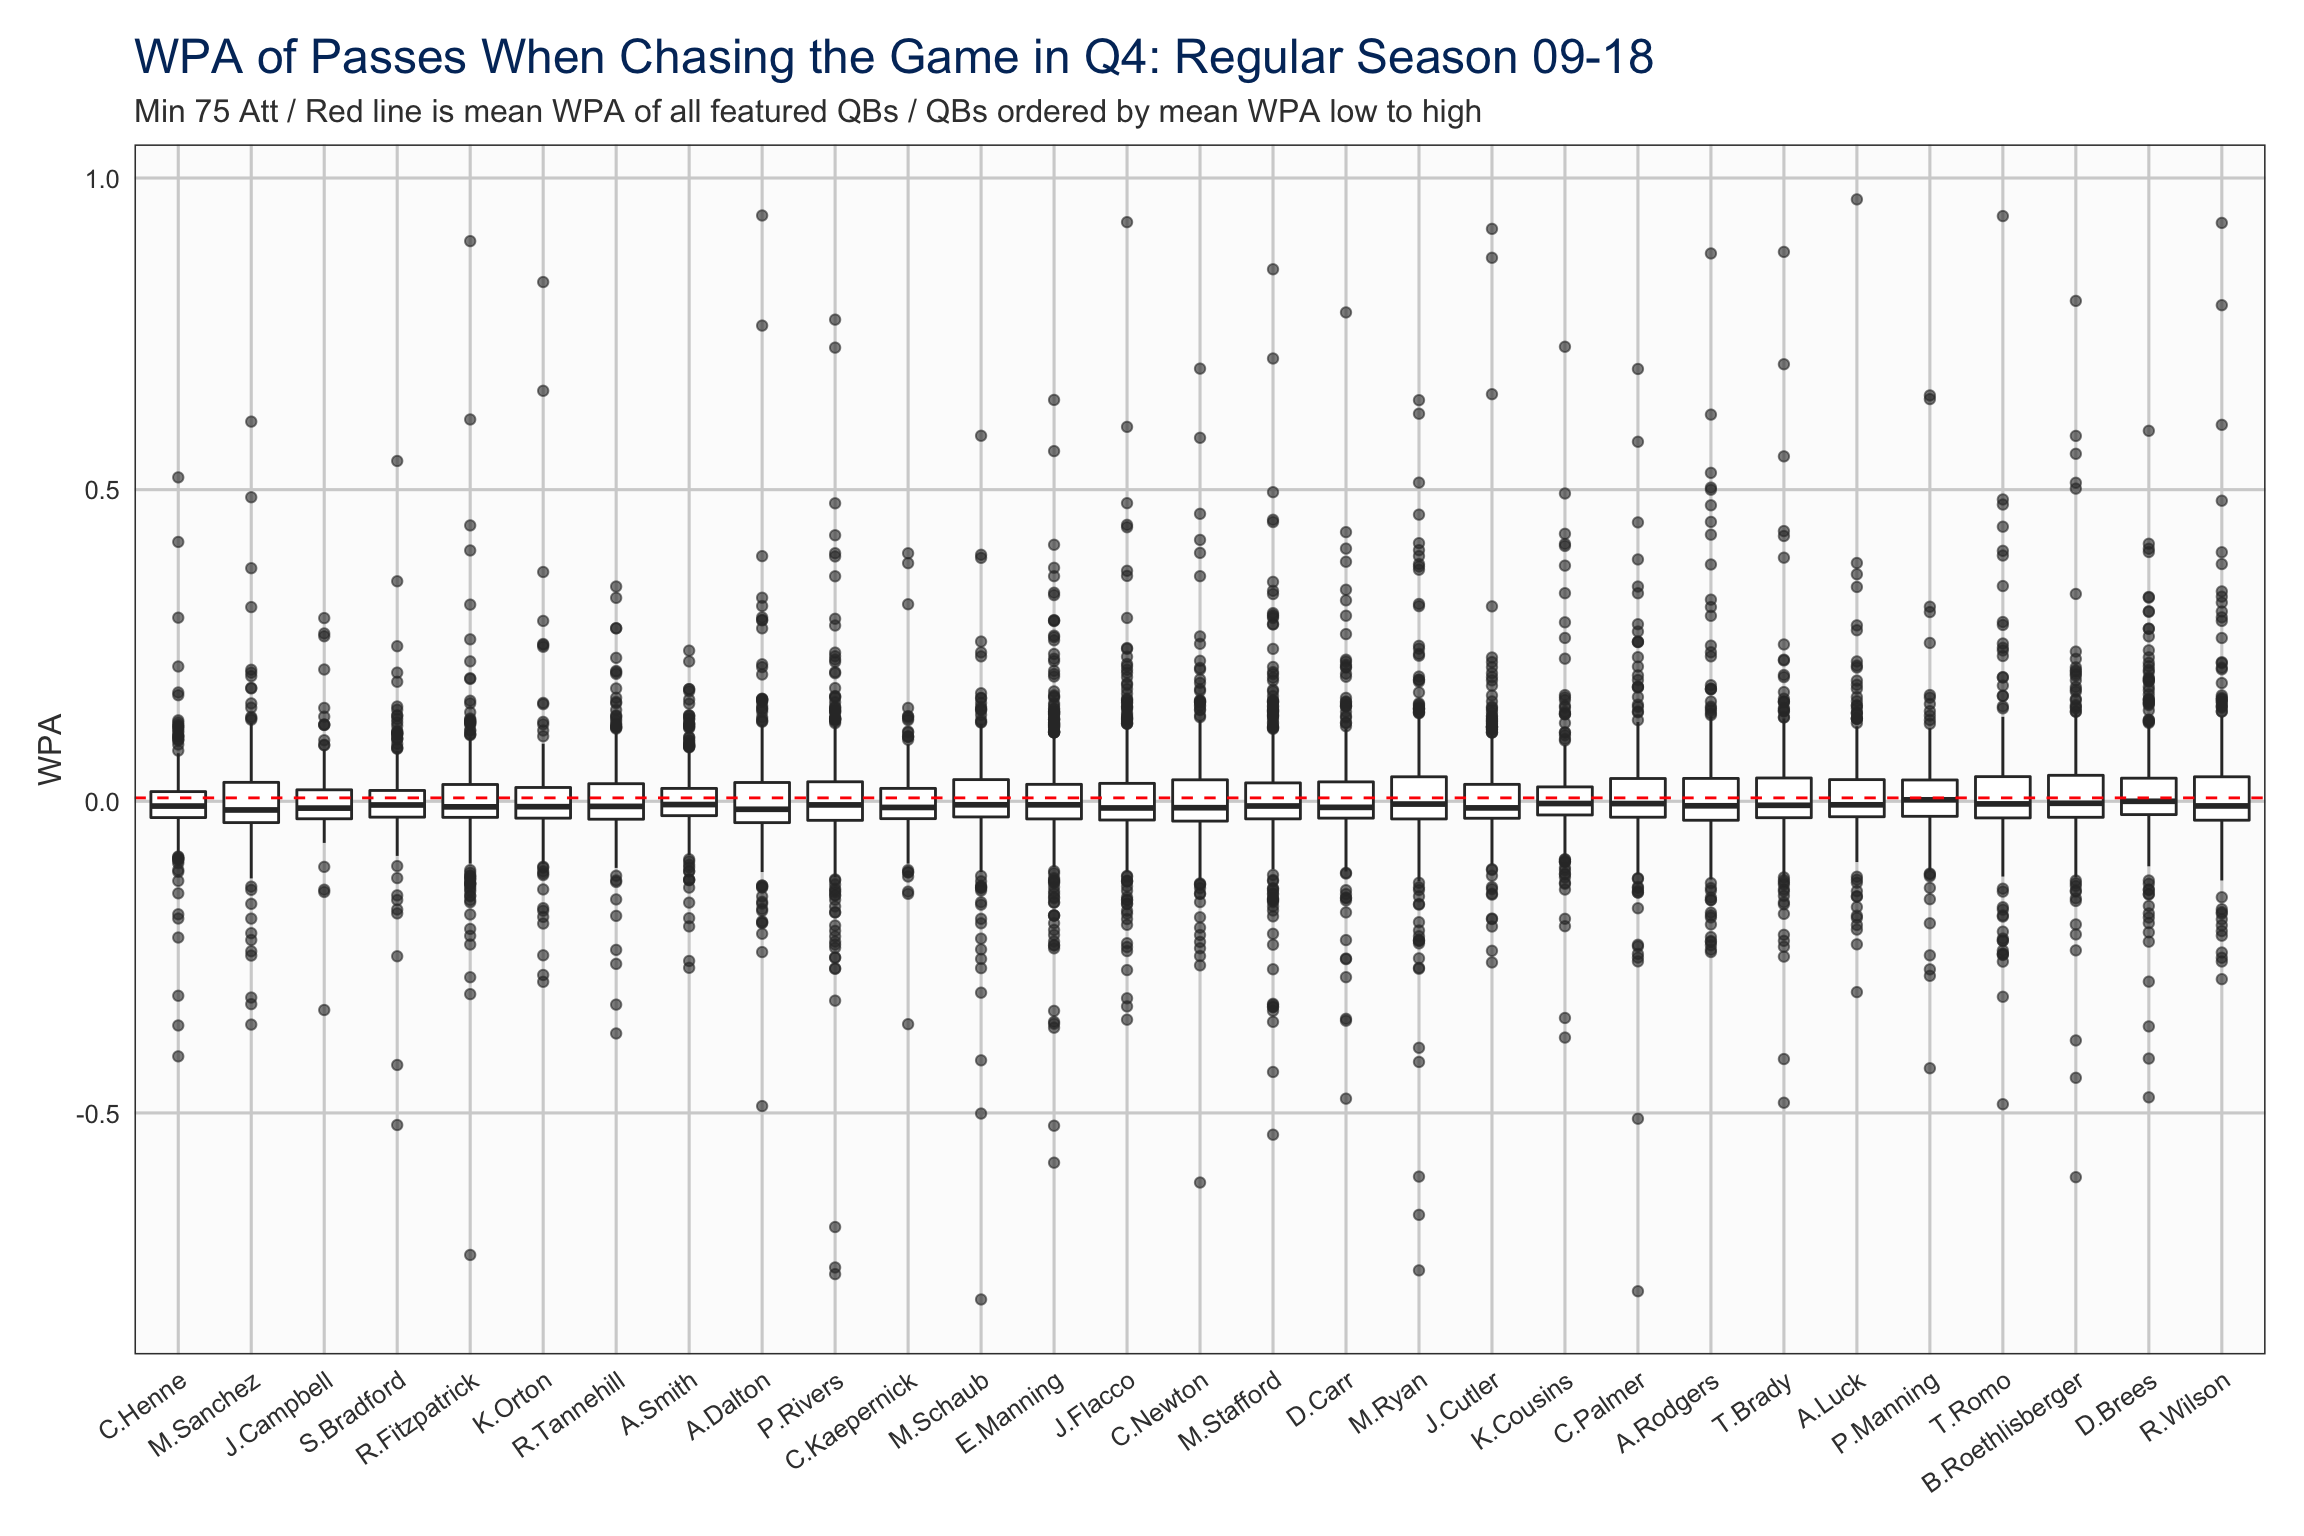 WPA of Passes When Chasing the Game in Q4: Regular Season 09-18
Min 75 Att / Red line is mean WPA of all featured QBs / QBs ordered by mean WPA low to high
WPA
1.0
0.5
0.0
-0.5
C.Henne
M.Sanchez
J.Campbell
S.Bradford
R.Fitzpatrick
K.Orton
R.Tannehill
A.Smith
A.Dalton
P.Rivers
C.Kaepernick
M.Schaub
E.Manning
J.Flacco
C.Newton
M.Stafford
D.Carr
M.Ryan
J.Cutler
K.Cousins
C.Palmer
A.Rodgers
T.Brady
A.Luck
P.Manning
T.Romo
B.Roethlisberger
D.Brees
R.Wilson